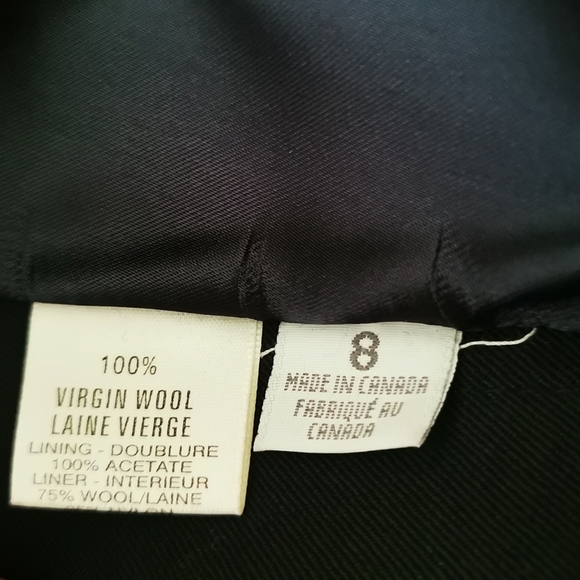 100%
VIRGIN WOOL
LAINE VIERGE
LINING - DOUBLURE
100% ACETATE
LINER - INTERIEUR
75% WOOL/LAINE
8
MADE IN CANADA
FABRIQUÉ AU
CANADA